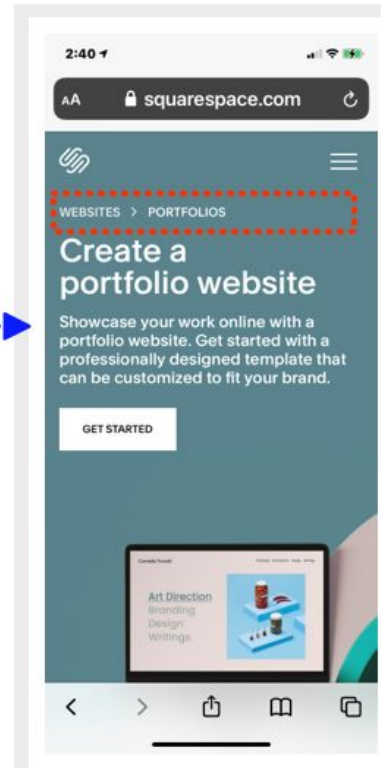 2:40
AA squarespace.com
WEBSITES > PORTFOLIOS
Create a
portfolio website
Showcase your work online with a
portfolio website. Get started with a
professionally designed template that
can be customized to fit your brand.
GET STARTED
Art Direction
Branding
Design
Writings